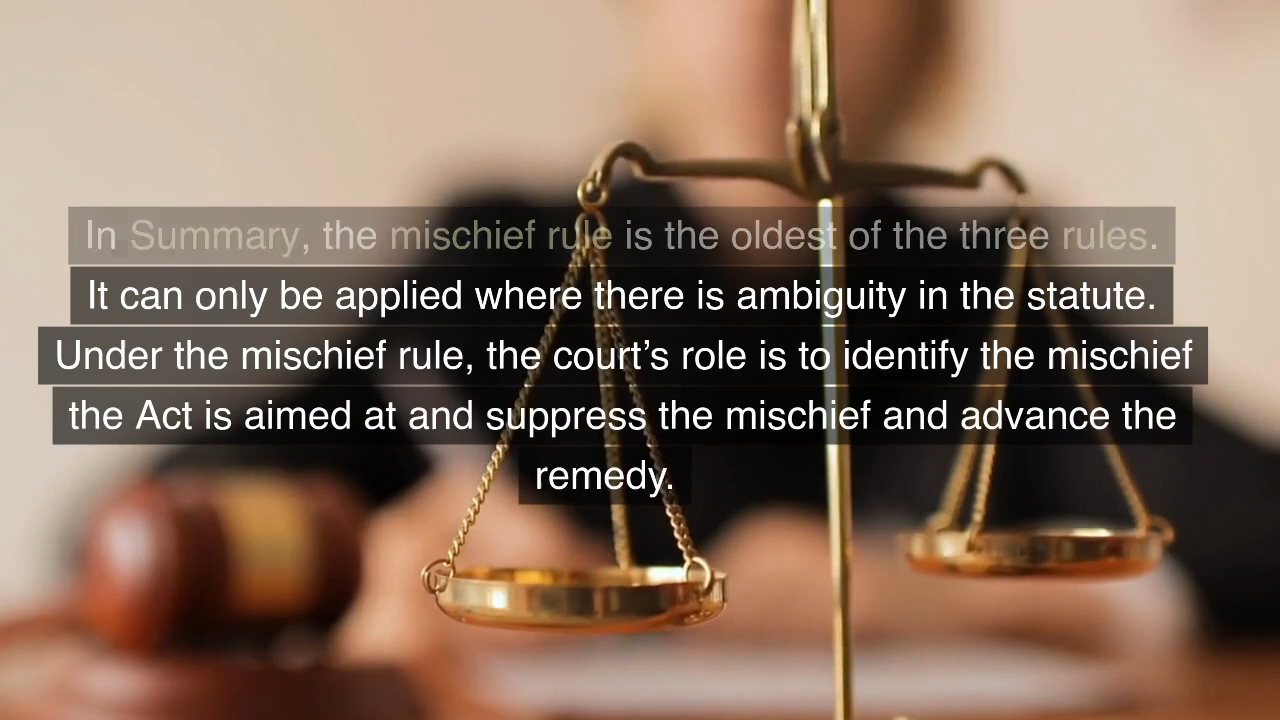 In Summary, the mischief rule is the oldest of the three rules.
It can only be applied where there is ambiguity in the statute.
Under the mischief rule, the court’s role is to identify the mischief
the Act is aimed at and suppress the mischief and advance the
remedy.